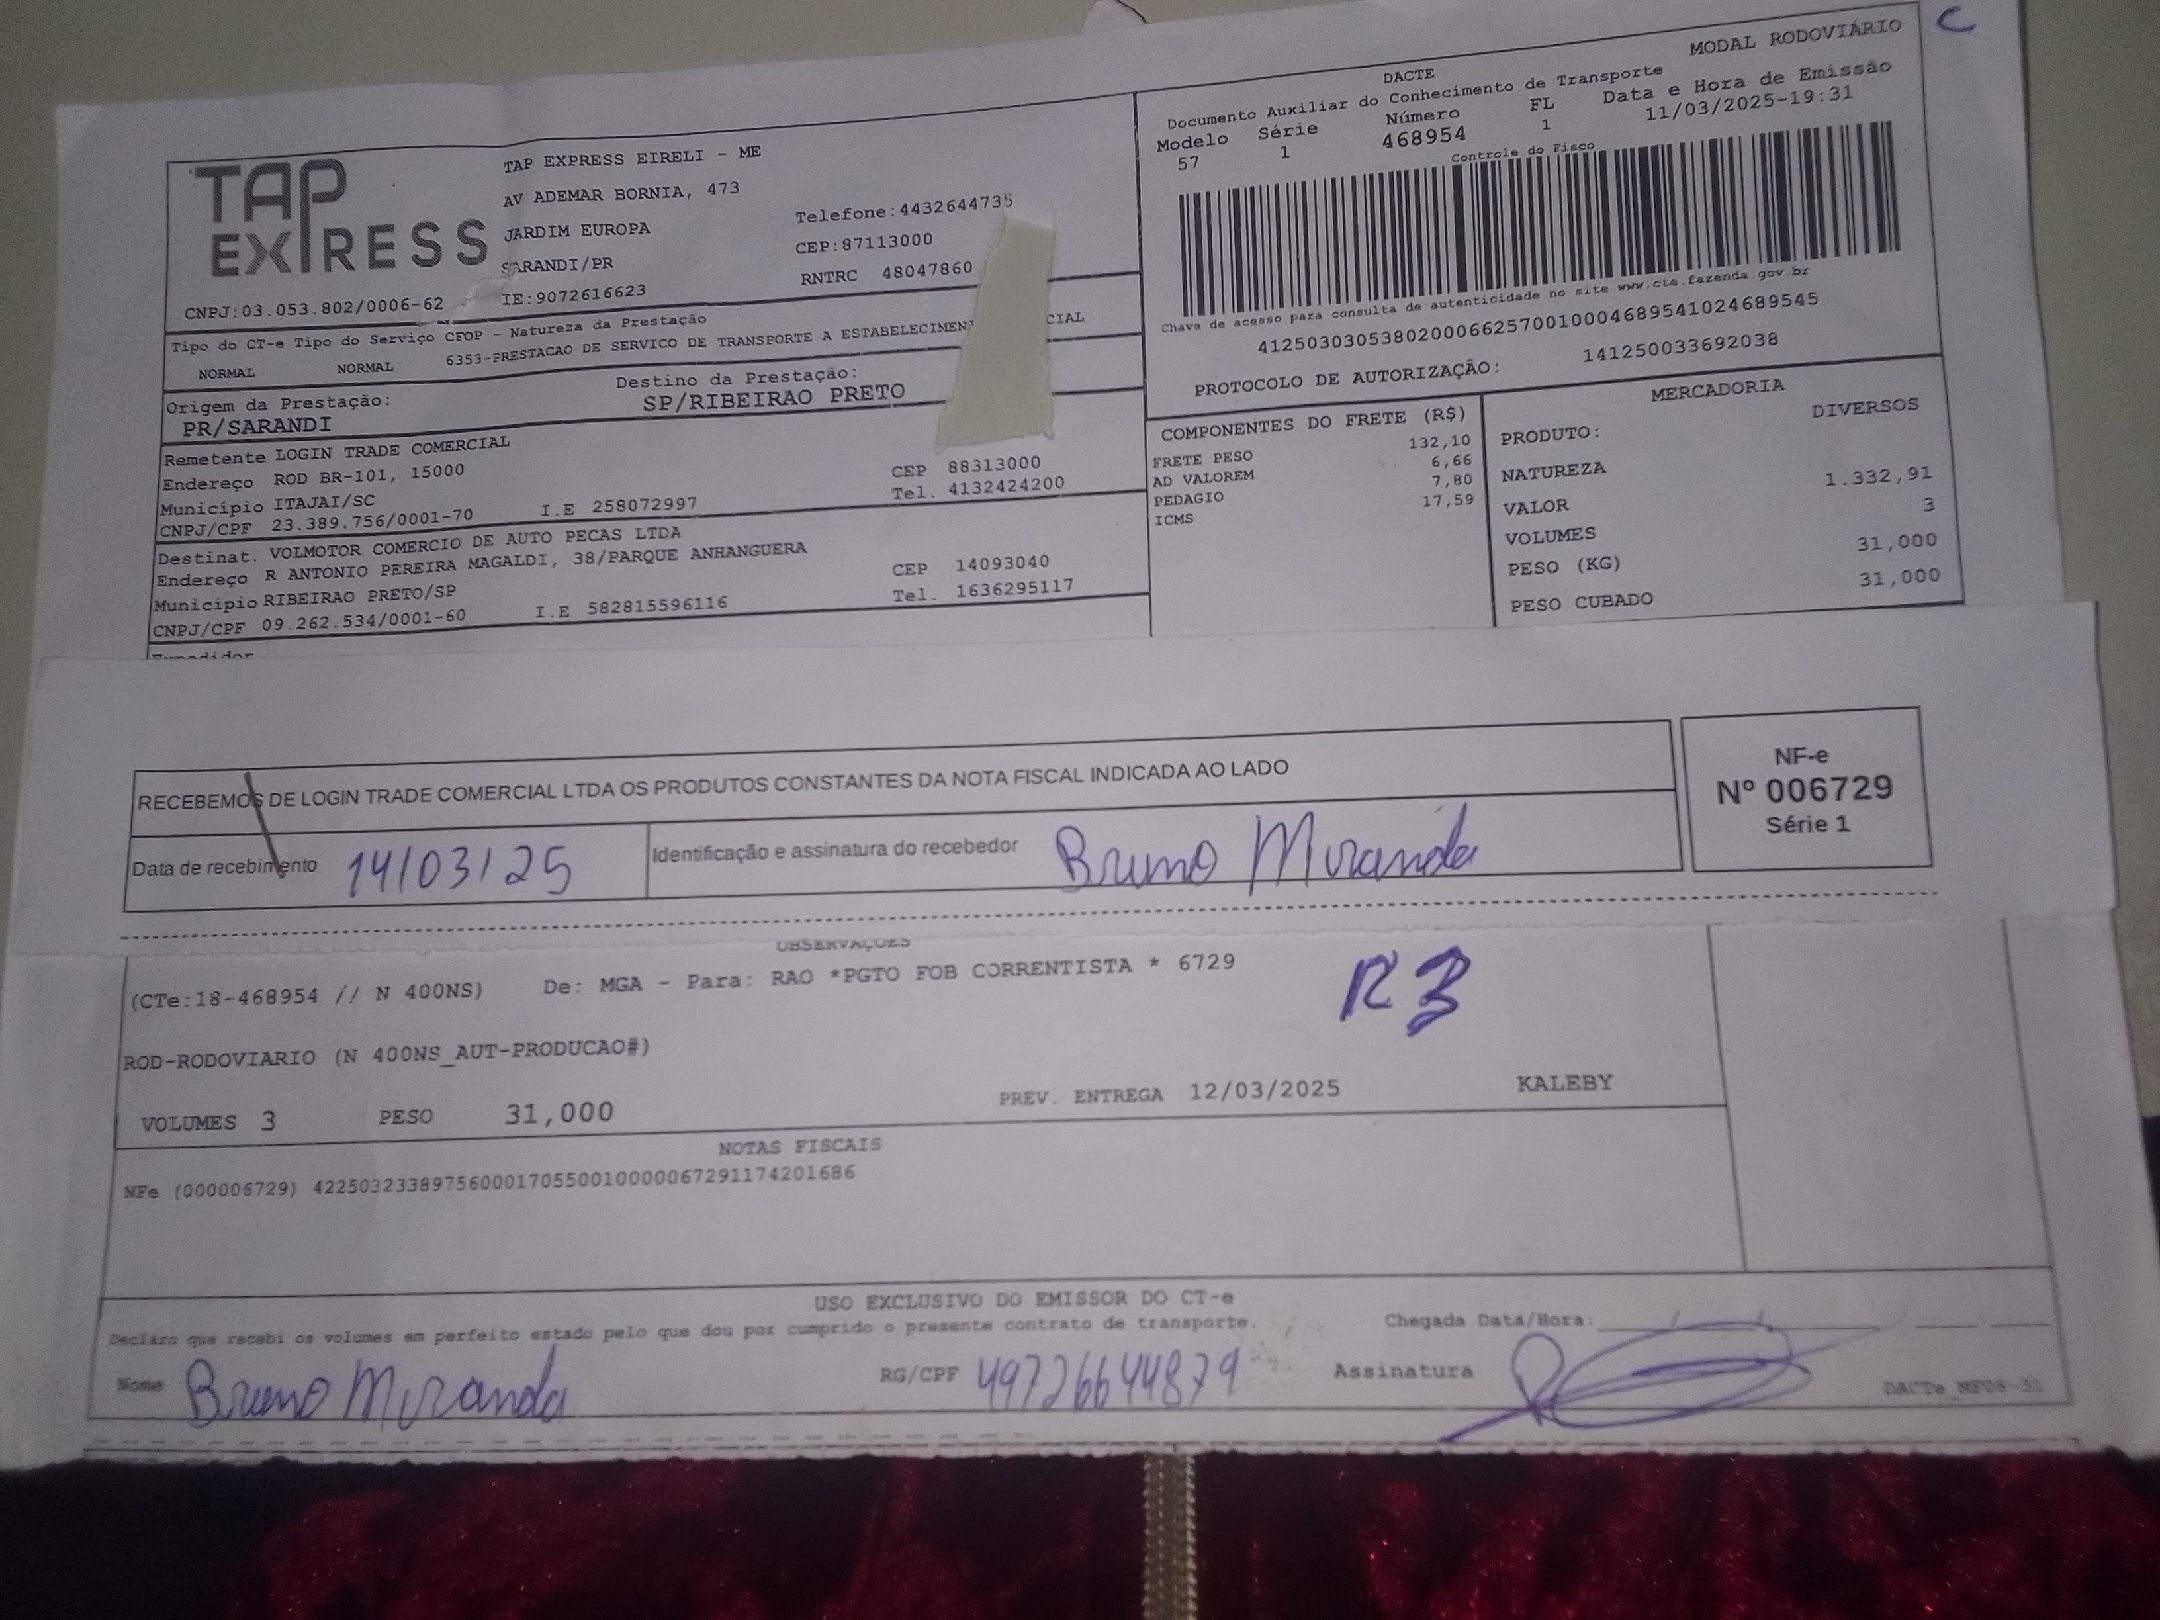 C
TAP EXPRESS
CNPJ:03.053.802/0006-62
TAP EXPRESS EIRELI - ME
AV ADEMAR BORNIA, 473
JARDIM EUROPA
SARANDI/PR
IE:9072616623
Telefone:4432644735
CEP:87113000
RNTRC 48047860
MODAL RODOVIÁRIO
DACTE
Documento Auxiliar do Conhecimento de Transporte
Modelo Série Número FL Data e Hora de Emissão
57 1 468954 1 11/03/2025-19:31
Controle do Fisco
Chave de acesso para consulta de autenticidade no site www.cte.fazenda.gov.br
41250303053802000662570010004689541024689545
PROTOCOLO DE AUTORIZAÇÃO: 141250033692038
Tipo do CT-e Tipo do Serviço CFOP - Natureza da Prestação
NORMAL NORMAL 6353-PRESTACAO DE SERVICO DE TRANSPORTE A ESTABELECIMEN CIAL
Origem da Prestação: Destino da Prestação:
PR/SARANDI SP/RIBEIRAO PRETO
Remetente LOGIN TRADE COMERCIAL
Endereço ROD BR-101, 15000 CEP 88313000
Município ITAJAI/SC Tel. 4132424200
CNPJ/CPF 23.389.756/0001-70 I.E 258072997
Destinat. VOLMOTOR COMERCIO DE AUTO PECAS LTDA
Endereço R ANTONIO PEREIRA MAGALDI, 38/PARQUE ANHANGUERA CEP 14093040
Município RIBEIRAO PRETO/SP Tel. 1636295117
CNPJ/CPF 09.262.534/0001-60 I.E 582815596116
COMPONENTES DO FRETE (R$)
FRETE PESO 132,10
AD VALOREM 6,66
PEDAGIO 7,80
ICMS 17,59
MERCADORIA
PRODUTO: DIVERSOS
NATUREZA
VALOR 1.332,91
VOLUMES 3
PESO (KG) 31,000
PESO CUBADO 31,000
RECEBEMOS DE LOGIN TRADE COMERCIAL LTDA OS PRODUTOS CONSTANTES DA NOTA FISCAL INDICADA AO LADO
Data de recebimento 14/03/25 Identificação e assinatura do recebedor Bruno Miranda
NF-e
Nº 006729
Série 1
OBSERVAÇÕES
(CTe:18-468954 // N 400NS) De: MGA - Para: RAO *PGTO FOB CORRENTISTA * 6729
R3
ROD-RODOVIARIO (N 400NS_AUT-PRODUCAO#)
VOLUMES 3 PESO 31,000 PREV. ENTREGA 12/03/2025 KALEBY
NOTAS FISCAIS
NFe (000006729) 42250323389756000170550010000067291174201686
USO EXCLUSIVO DO EMISSOR DO CT-e
Declaro que recebi os volumes em perfeito estado pelo que dou por cumprido o presente contrato de transporte. Chegada Data/Hora:
Nome Bruno Miranda RG/CPF 49726644879 Assinatura